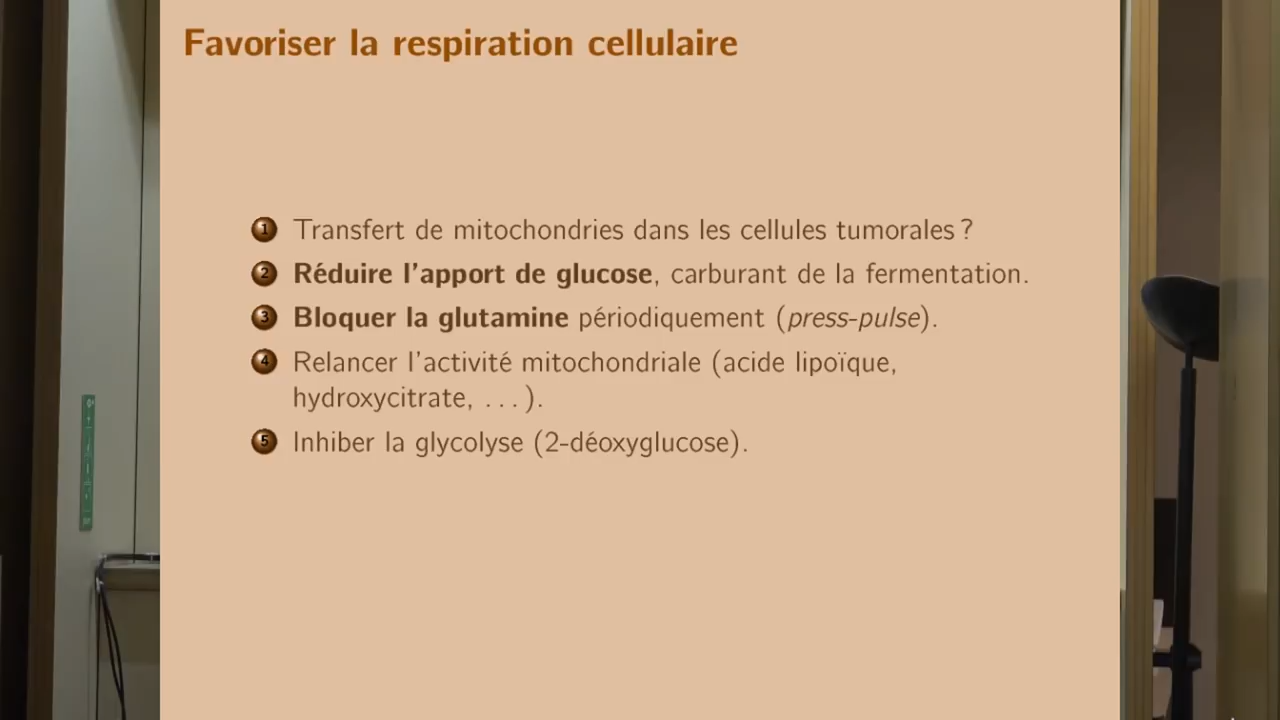 Favoriser la respiration cellulaire
1 Transfert de mitochondries dans les cellules tumorales ?
2 Réduire l'apport de glucose, carburant de la fermentation.
3 Bloquer la glutamine périodiquement (press-pulse).
4 Relancer l'activité mitochondriale (acide lipoïque,
hydroxycitrate, . . . ).
5 Inhiber la glycolyse (2-déoxyglucose).